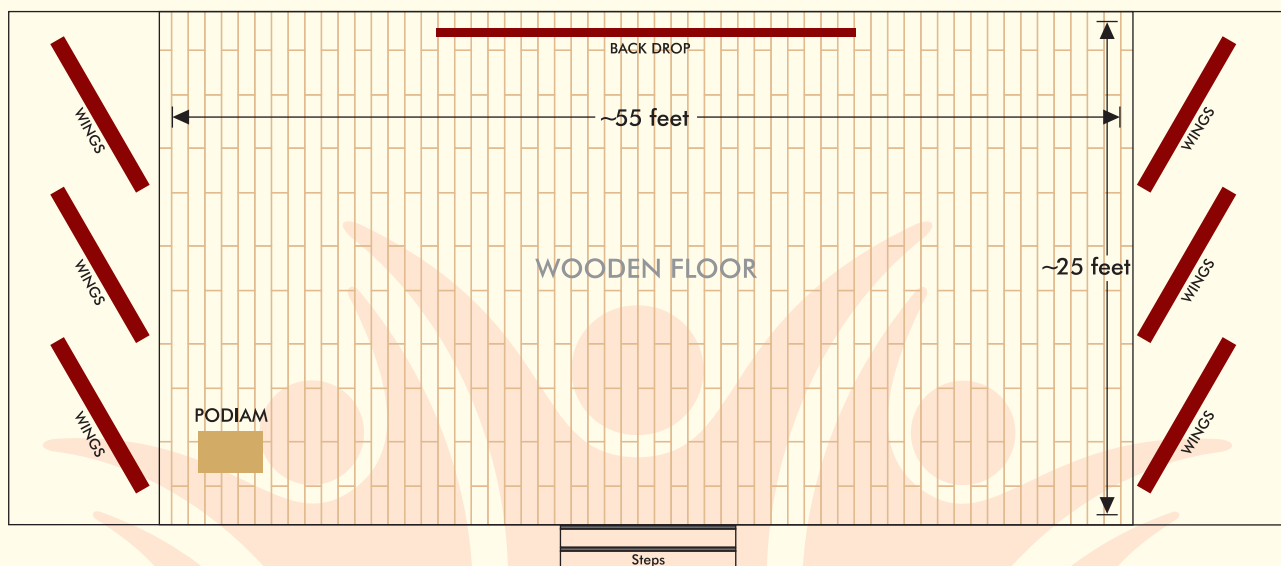 BACK DROP
WINGS
WINGS
~55 feet
WINGS
WOODEN FLOOR
~25 feet
WINGS
PODIAM
WINGS
WINGS
Steps